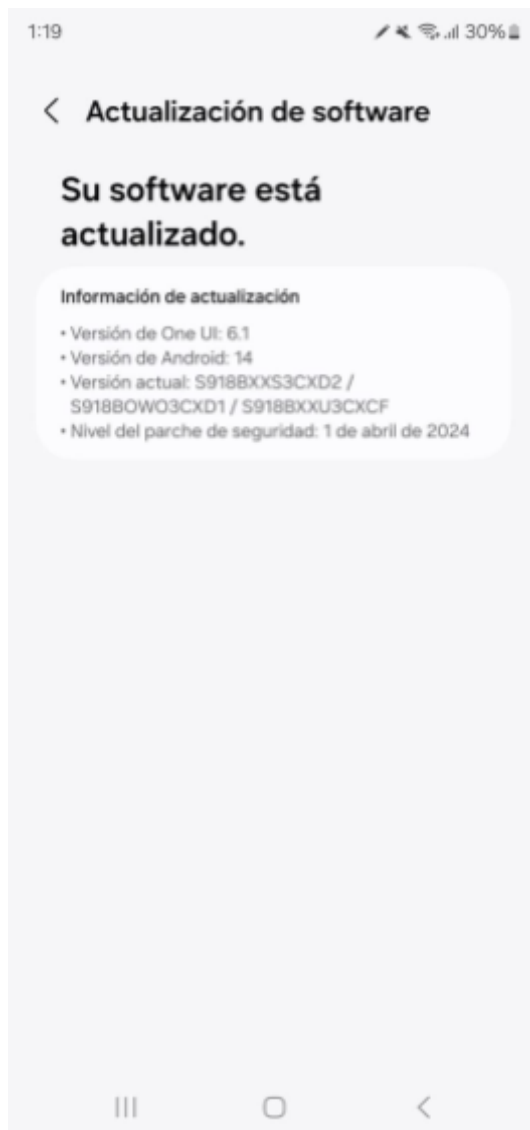 1:19 30%
Actualización de software
Su software está
actualizado.
Información de actualización
• Versión de One UI: 6.1
• Versión de Android: 14
• Versión actual: S918BXXS3CXD2 /
S918BOWO3CXD1 / S918BXXU3CXCF
• Nivel del parche de seguridad: 1 de abril de 2024